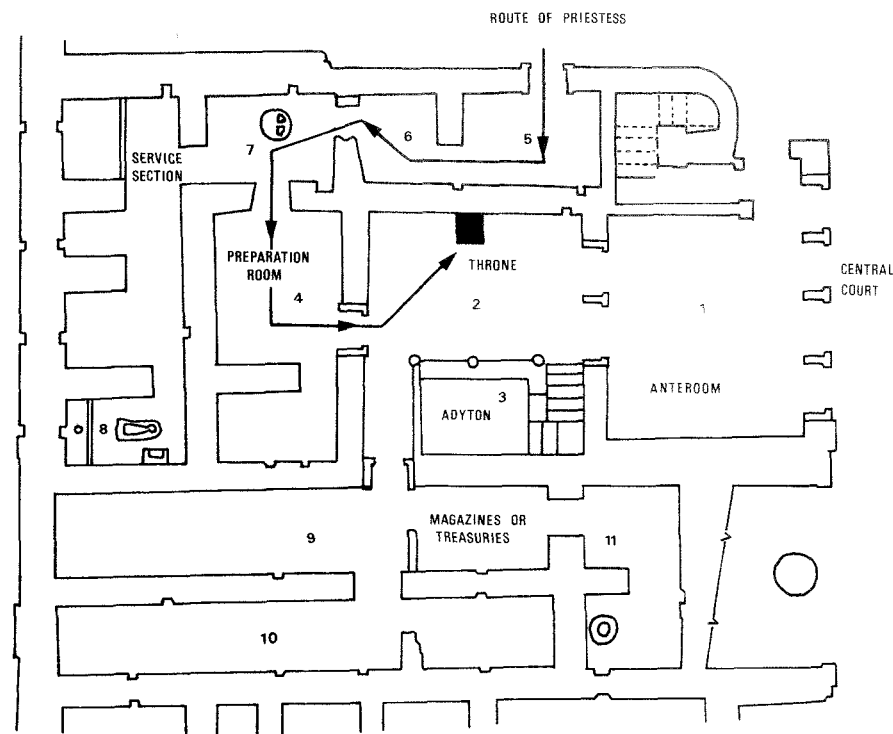 ROUTE OF PRIESTESS
5
6
7
SERVICE
SECTION
PREPARATION
ROOM
4
THRONE
2
1
CENTRAL
COURT
3
ADYTON
ANTEROOM
8
9
MAGAZINES OR
TREASURIES
11
10